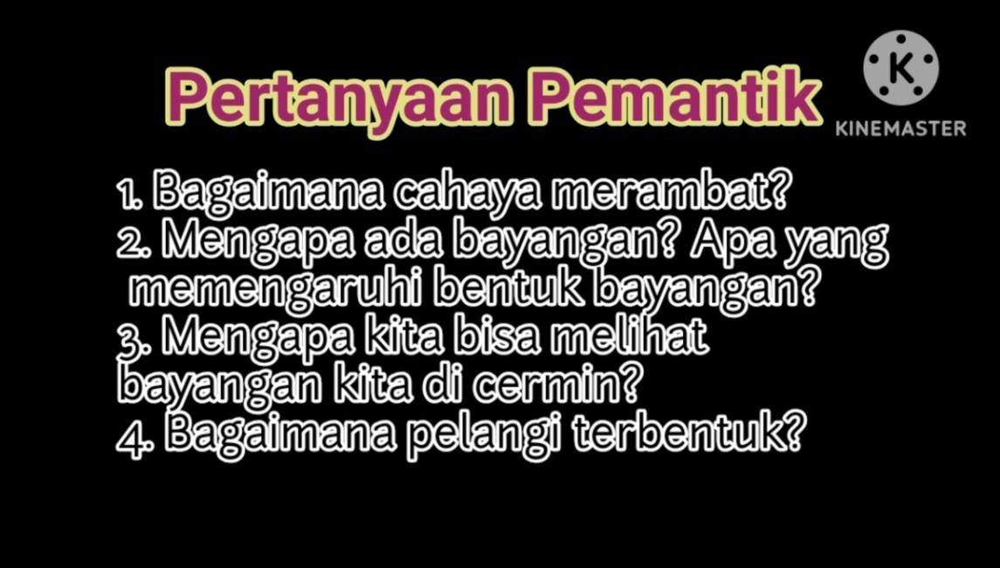 Pertanyaan Pemantik
K
KINEMASTER
1. Bagaimana cahaya merambat?
2. Mengapa ada bayangan? Apa yang
memengaruhi bentuk bayangan?
3. Mengapa kita bisa melihat
bayangan kita di cermin?
4. Bagaimana pelangi terbentuk?